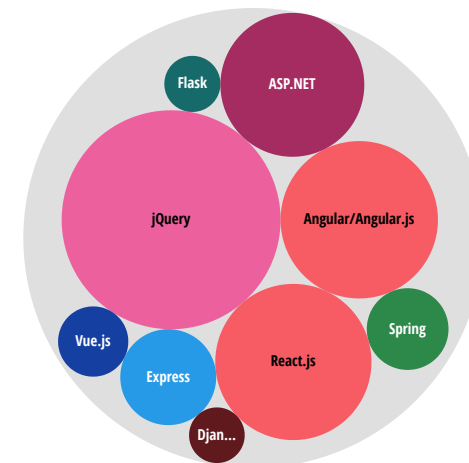 Flask
ASP.NET
jQuery
Angular/Angular.js
Spring
Vue.js
React.js
Express
Djan...